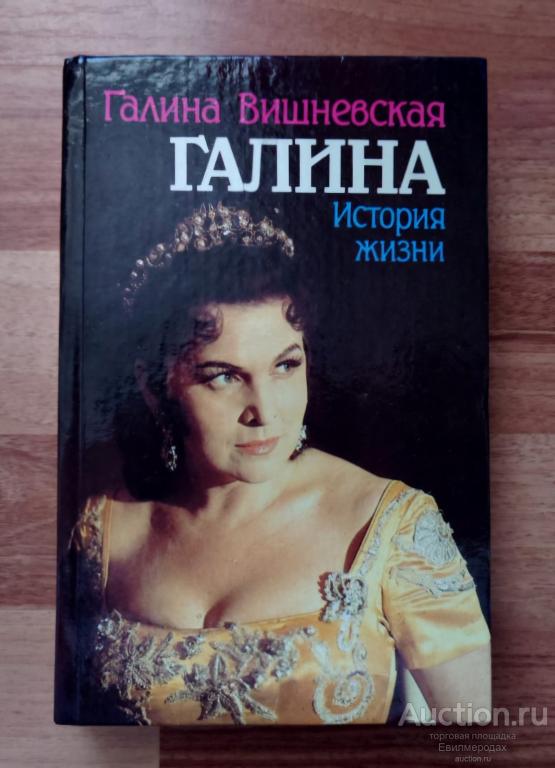 Галина Вишневская
ГАЛИНА
История
жизни
Auction.ru
торговая площадка
Евилмеродах
auction.ru